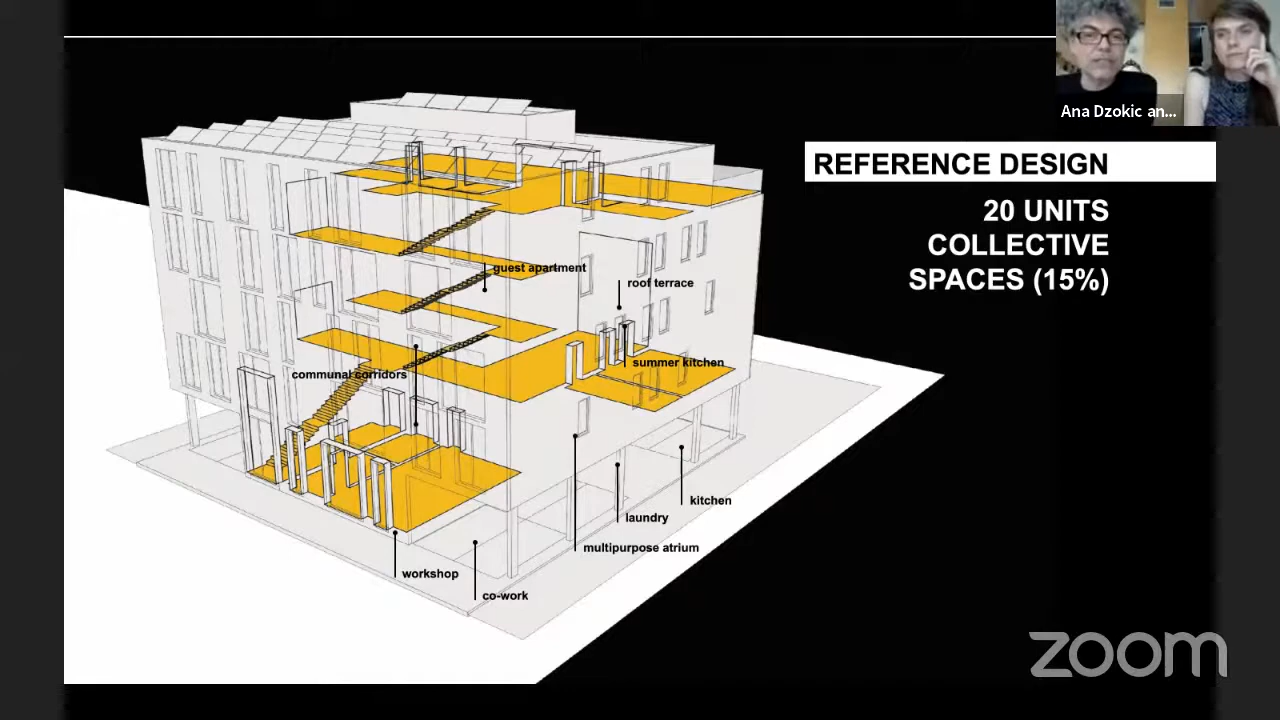 Ana Dzokic an...
REFERENCE DESIGN
20 UNITS
COLLECTIVE
SPACES (15%)
guest apartment
roof terrace
summer kitchen
communal corridors
kitchen
laundry
multipurpose atrium
workshop
co-work
zoom